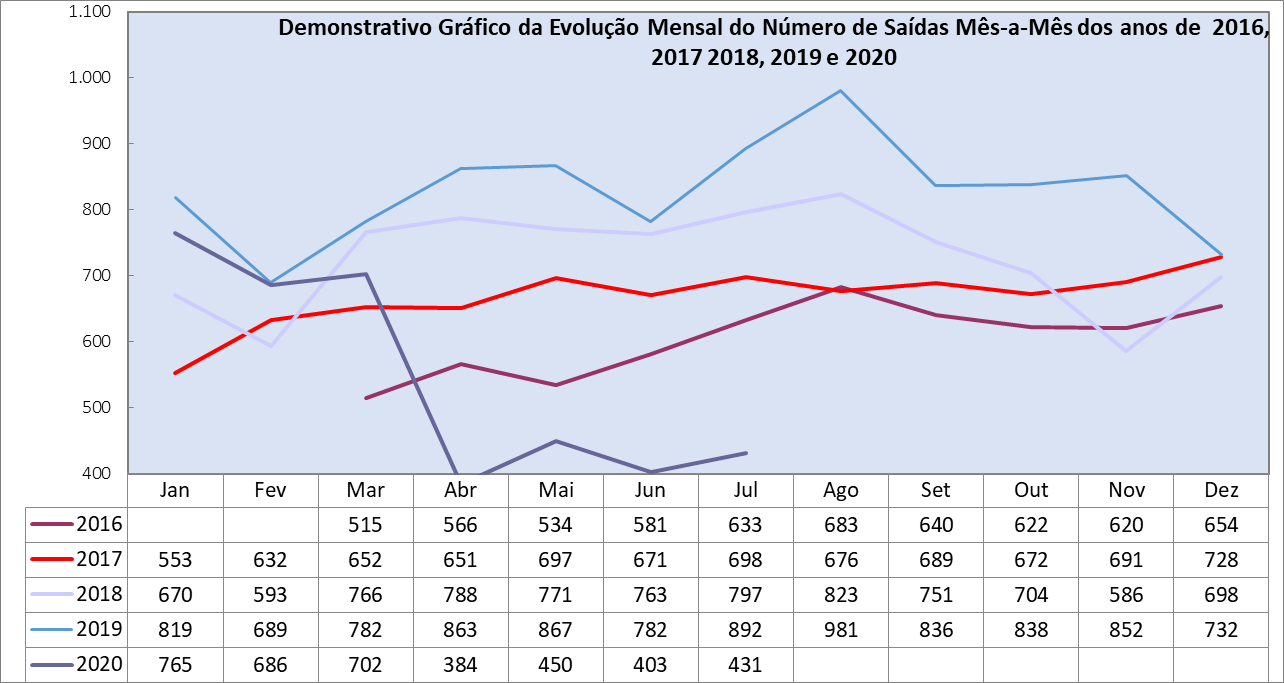 Demonstrativo Gráfico da Evolução Mensal do Número de Saídas Mês-a-Mês dos anos de 2016,
2017 2018, 2019 e 2020
1.100
1.000
900
800
700
600
500
400
Jan Fev Mar Abr Mai Jun Jul Ago Set Out Nov Dez
2016 515 566 534 581 633 683 640 622 620 654
2017 553 632 652 651 697 671 698 676 689 672 691 728
2018 670 593 766 788 771 763 797 823 751 704 586 698
2019 819 689 782 863 867 782 892 981 836 838 852 732
2020 765 686 702 384 450 403 431